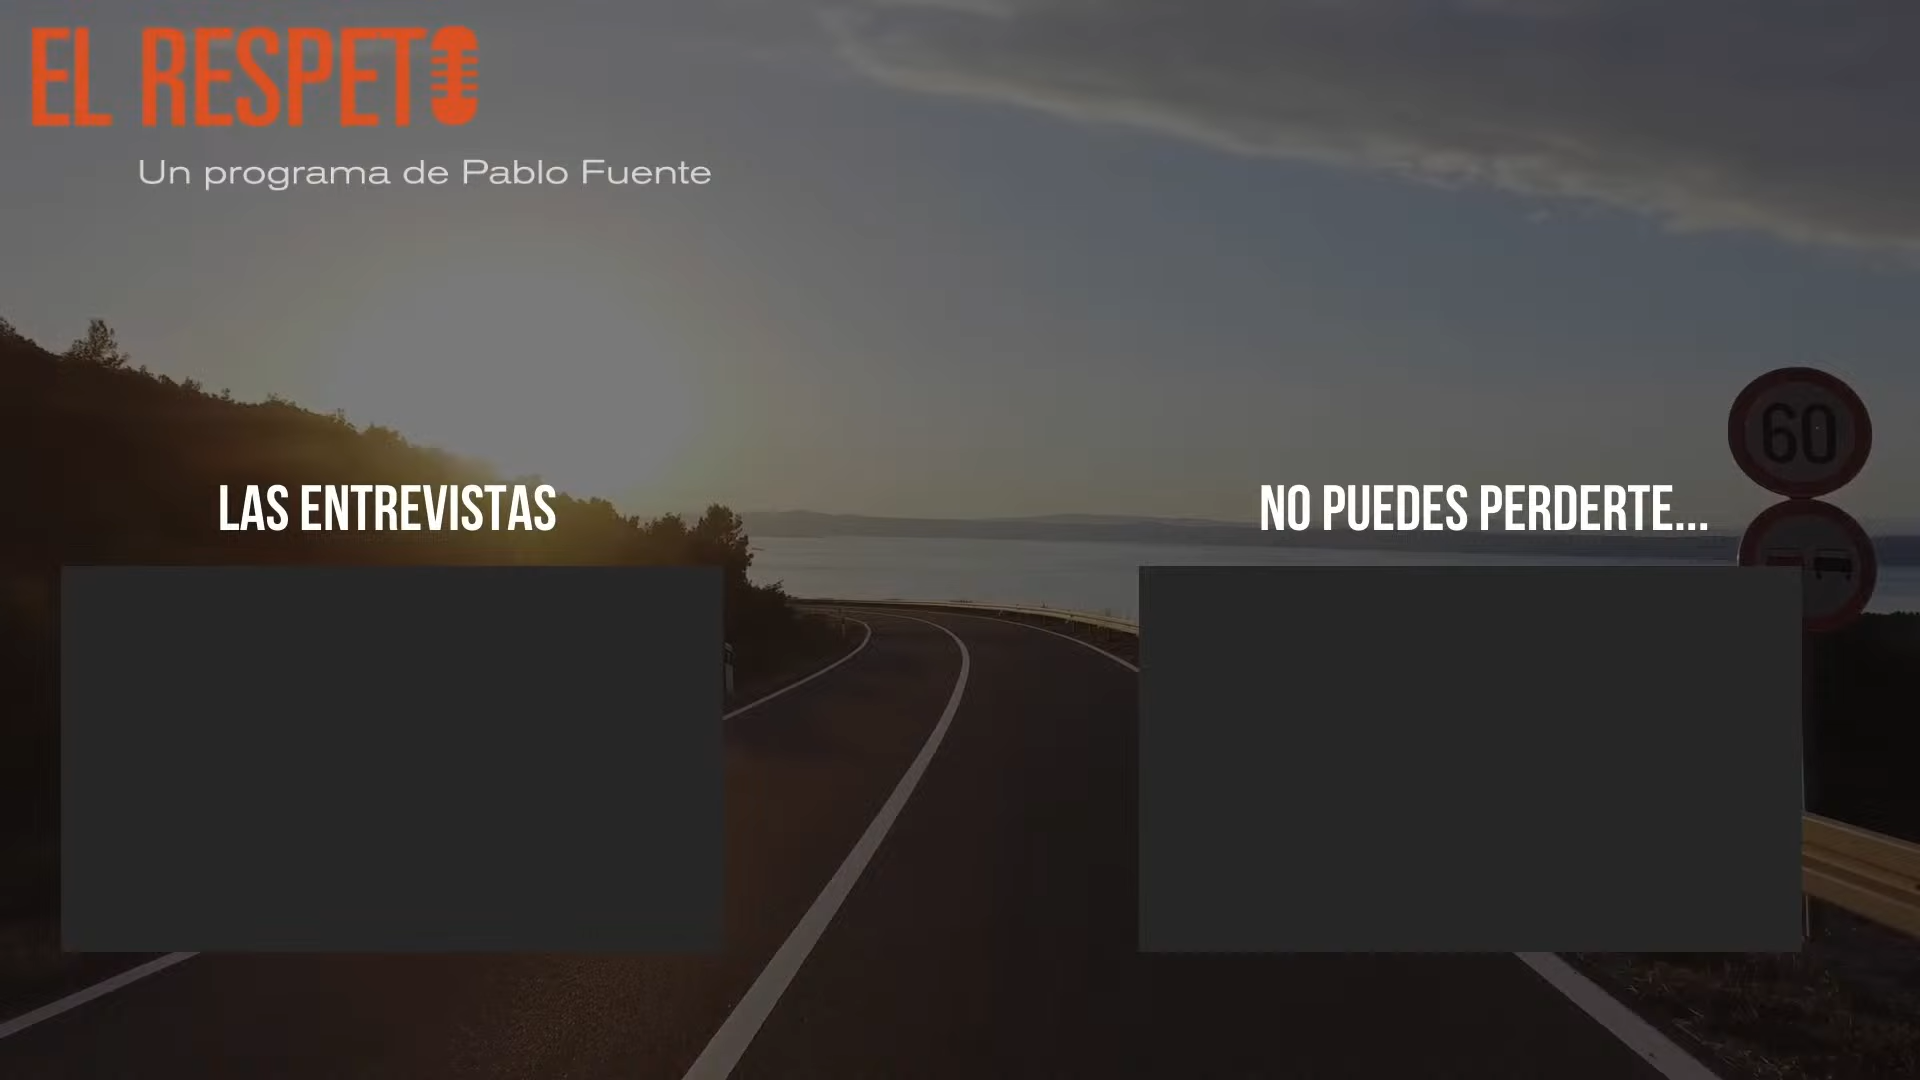 EL RESPETO
Un programa de Pablo Fuente
60
LAS ENTREVISTAS
NO PUEDES PERDERTE...